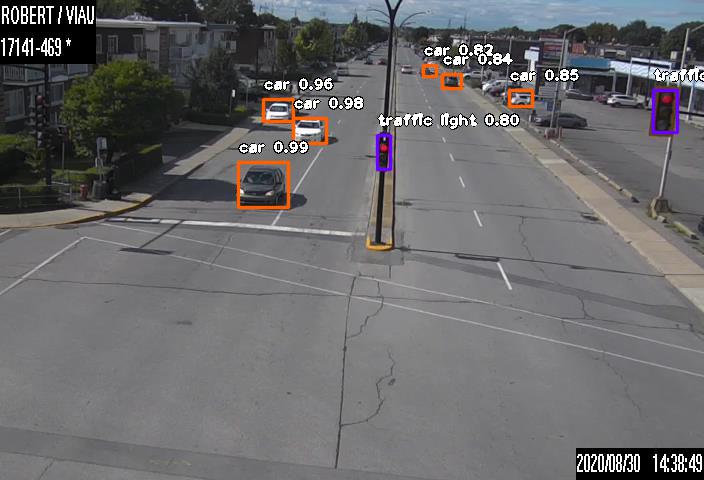 ROBERT / VIAU
17141-469 *
car 0.82
car 0.84
car 0.96
car 0.85
traffic
car 0.98
traffic light 0.80
car 0.99
2020/08/30 14:38:49